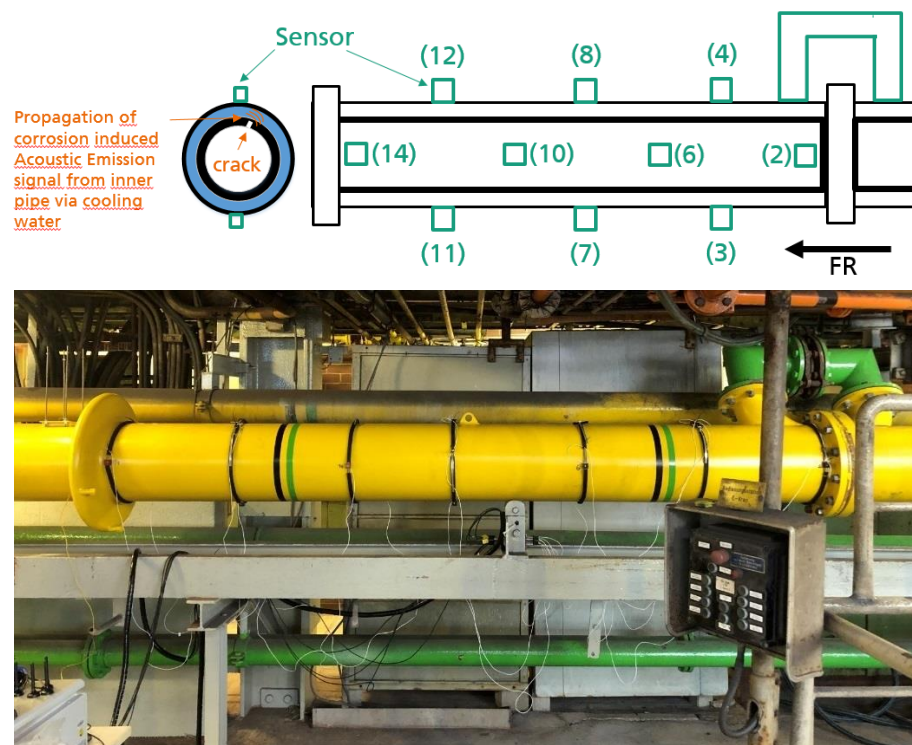 Sensor
(12)
(8)
(4)
Propagation of
corrosion induced
Acoustic Emission
signal from inner
pipe via cooling
water
crack
(14)
(10)
(6)
(2)
(11)
(7)
(3)
FR